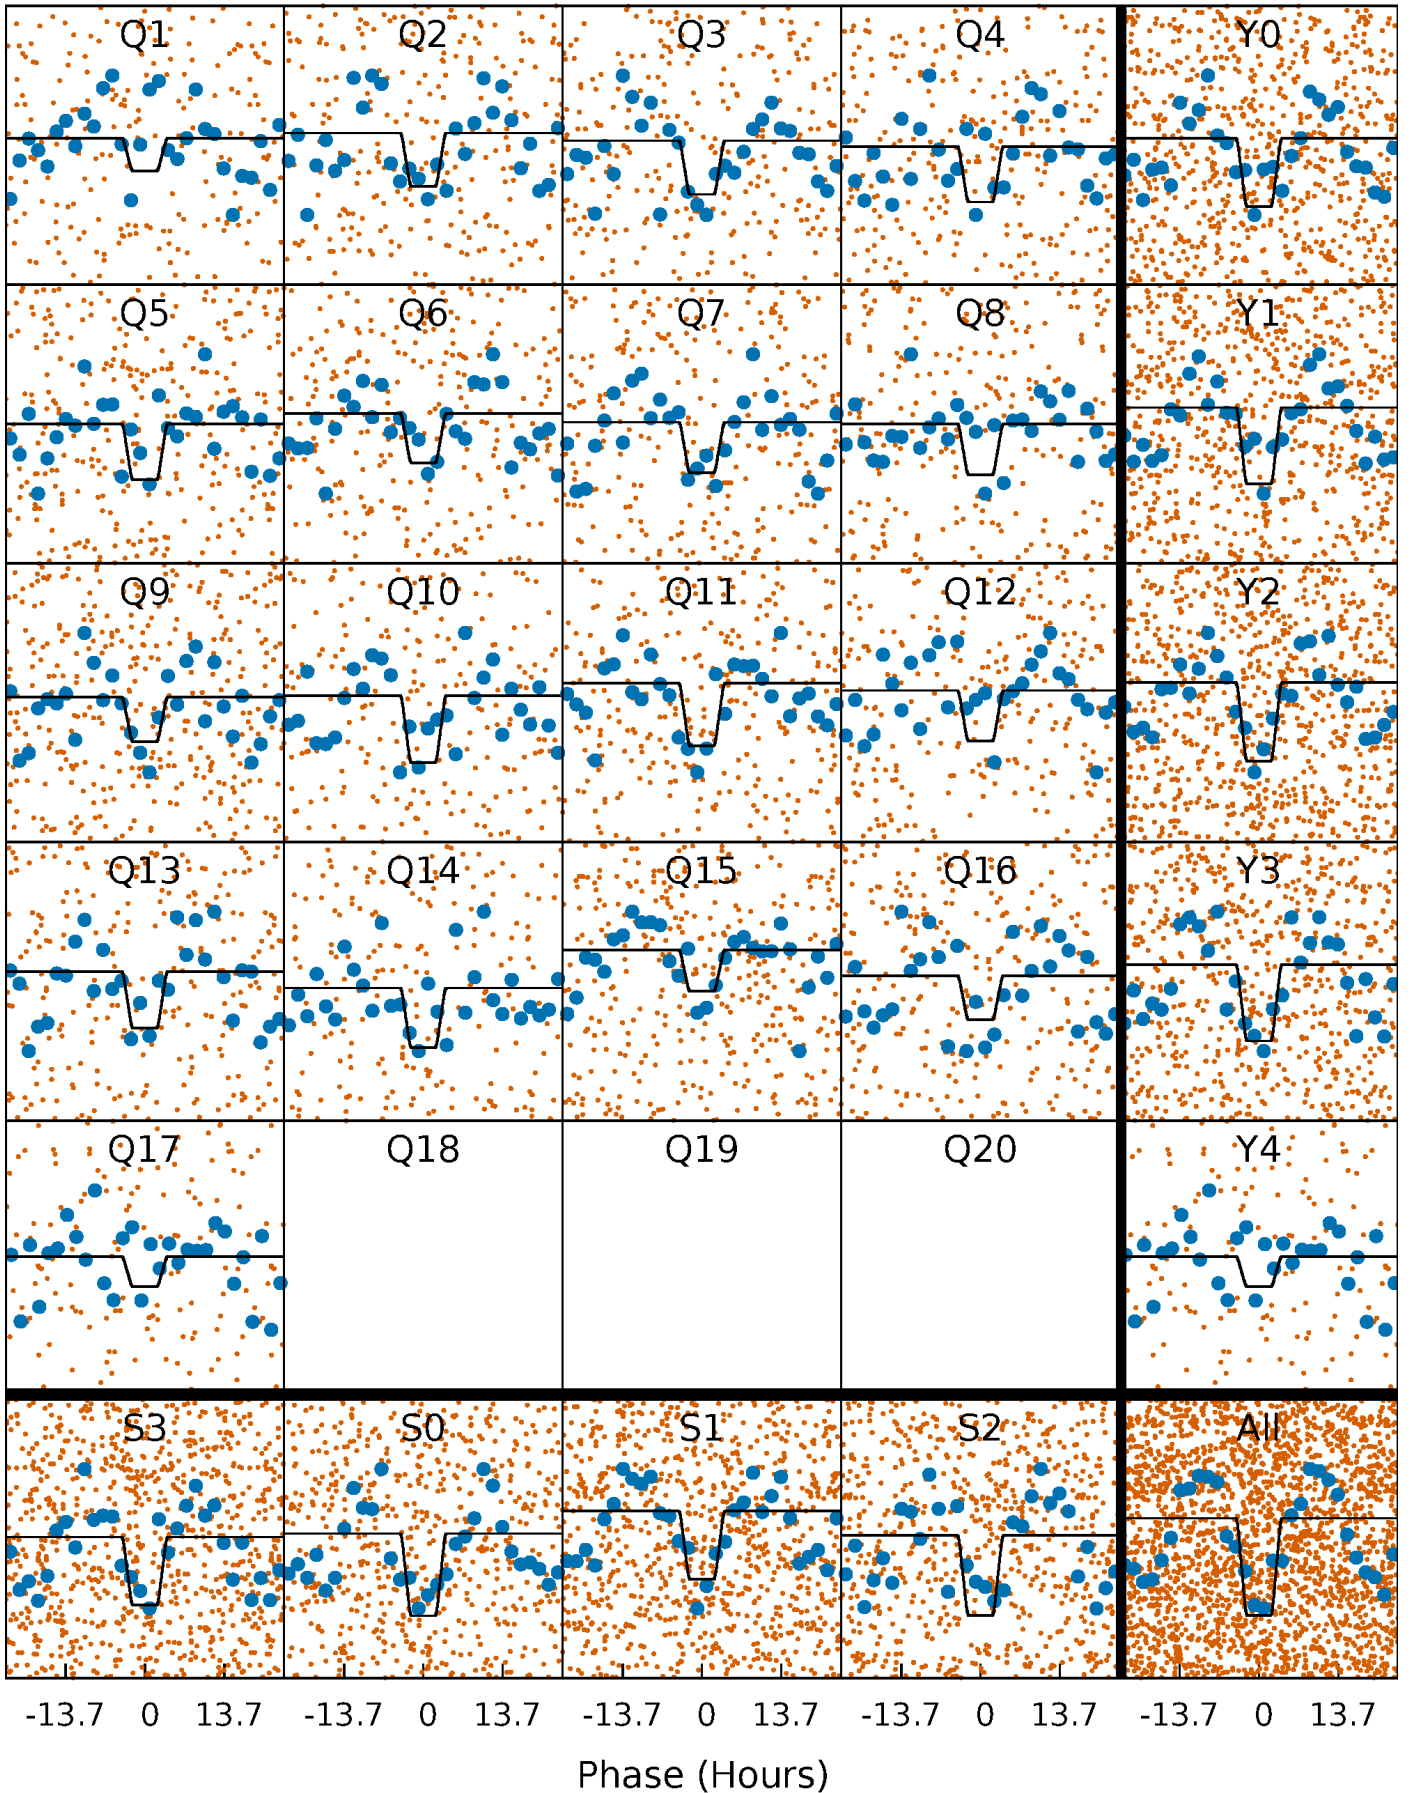 Q1 Q2 Q3 Q4 Y0
Q5 Q6 Q7 Q8 Y1
Q9 Q10 Q11 Q12 Y2
Q13 Q14 Q15 Q16 Y3
Q17 Q18 Q19 Q20 Y4
S3 S0 S1 S2 All
-13.7 0 13.7 -13.7 0 13.7 -13.7 0 13.7 -13.7 0 13.7 -13.7 0 13.7
Phase (Hours)